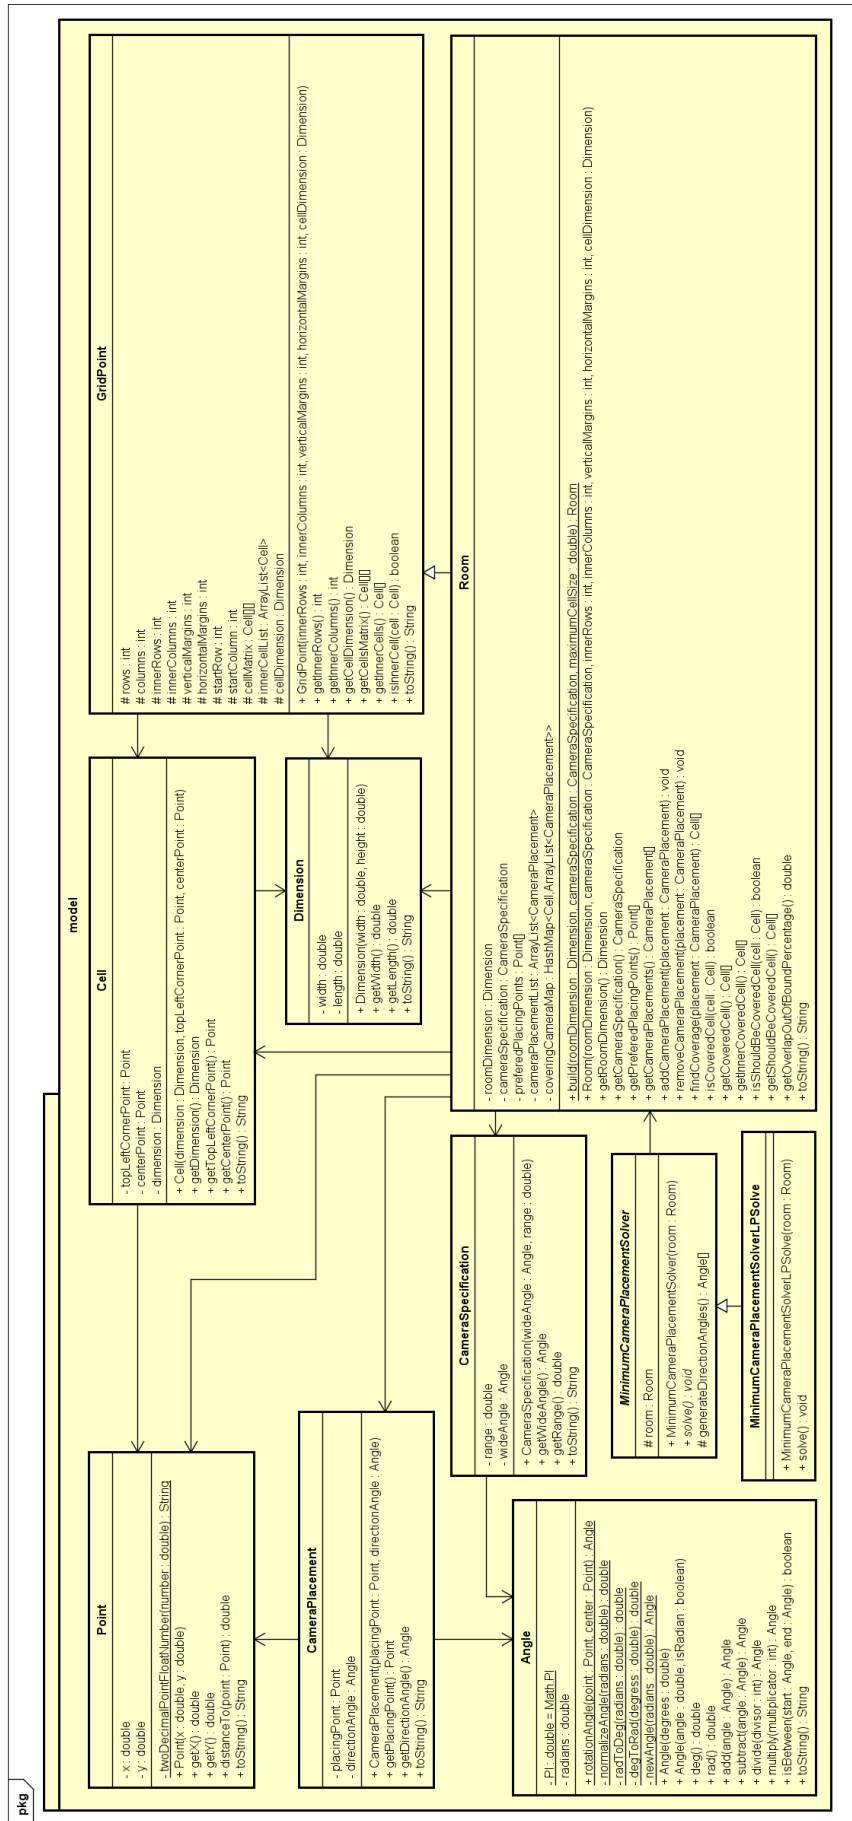 pkg
model
Point
- x : double
- y : double
- twoDecimalPointFloatNumber(number : double) : String
+ Point(x : double, y : double)
+ getX() : double
+ getY() : double
+ distanceTo(point : Point) : double
+ toString() : String
Cell
- topLeftCornerPoint : Point
- centerPoint : Point
- dimension : Dimension
+ Cell(dimension : Dimension, topLeftCornerPoint : Point, centerPoint : Point)
+ getDimension() : Dimension
+ getTopLeftCornerPoint() : Point
+ getCenterPoint() : Point
+ toString() : String
GridPoint
# rows : int
# columns : int
# innerRows : int
# innerColumns : int
# verticalMargins : int
# horizontalMargins : int
# startRow : int
# startColumn : int
# cellMatrix : Cell[][]
# innerCellList : ArrayList<Cell>
# cellDimension : Dimension
+ GridPoint(innerRows : int, innerColumns : int, verticalMargins : int, horizontalMargins : int, cellDimension : Dimension)
+ getInnerRows() : int
+ getInnerColumns() : int
+ getCellDimension() : Dimension
+ getCellsMatrix() : Cell[][]
+ getInnerCells() : Cell[]
+ isInnerCell(cell : Cell) : boolean
+ toString() : String
Dimension
- width : double
- length : double
+ Dimension(width : double, height : double)
+ getWidth() : double
+ getLength() : double
+ toString() : String
CameraPlacement
- placingPoint : Point
- directionAngle : Angle
+ CameraPlacement(placingPoint : Point, directionAngle : Angle)
+ getPlacingPoint() : Point
+ getDirectionAngle() : Angle
+ toString() : String
CameraSpecification
- range : double
- wideAngle : Angle
+ CameraSpecification(wideAngle : Angle, range : double)
+ getWideAngle() : Angle
+ getRange() : double
+ toString() : String
Room
- roomDimension : Dimension
- cameraSpecification : CameraSpecification
- preferedPlacingPoints : Point[]
- cameraPlacementList : ArrayList<CameraPlacement>
- coveringCameraMap : HashMap<Cell,ArrayList<CameraPlacement>>
+ build(roomDimension : Dimension, cameraSpecification : CameraSpecification, maximumCellSize : double) : Room
+ Room(roomDimension : Dimension, cameraSpecification : CameraSpecification, innerRows : int, innerColumns : int, verticalMargins : int, horizontalMargins : int, cellDimension : Dimension)
+ getRoomDimension() : Dimension
+ getCameraSpecification() : CameraSpecification
+ getPreferedPlacingPoints() : Point[]
+ getCameraPlacements() : CameraPlacement[]
+ addCameraPlacement(placement : CameraPlacement) : void
+ removeCameraPlacement(placement : CameraPlacement) : void
+ findCoverage(placement : CameraPlacement) : Cell[]
+ isCoveredCell(cell : Cell) : boolean
+ getCoveredCell() : Cell[]
+ getInnerCoveredCell() : Cell[]
+ isShouldBeCoveredCell(cell : Cell) : boolean
+ getShouldBeCoveredCell() : Cell[]
+ getOverlapOutOfBoundPercentage() : double
+ toString() : String
Angle
- PI : double = Math.PI
- radians : double
+ rotationAngle(point : Point, center : Point) : Angle
- normalizeAngle(radians : double) : double
- radToDeg(radians : double) : double
- degToRad(degress : double) : double
- newAngle(radians : double) : Angle
+ Angle(degrees : double)
+ Angle(angle : double, isRadian : boolean)
+ deg() : double
+ rad() : double
+ add(angle : Angle) : Angle
+ subtract(angle : Angle) : Angle
+ divide(divisor : int) : Angle
+ multiply(multiplicator : int) : Angle
+ isBetween(start : Angle, end : Angle) : boolean
+ toString() : String
MinimumCameraPlacementSolver
# room : Room
+ MinimumCameraPlacementSolver(room : Room)
+ solve() : void
# generateDirectionAngles() : Angle[]
MinimumCameraPlacementSolverLPSolve
+ MinimumCameraPlacementSolverLPSolve(room : Room)
+ solve() : void